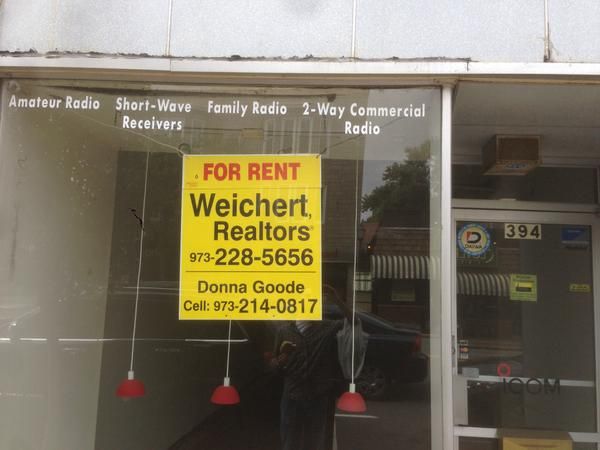 Amateur Radio
Short-Wave
Receivers
Family Radio
2-Way Commercial
Radio
FOR RENT
Weichert,
Realtors®
973-228-5656
Donna Goode
Cell: 973-214-0817
394
ICOM